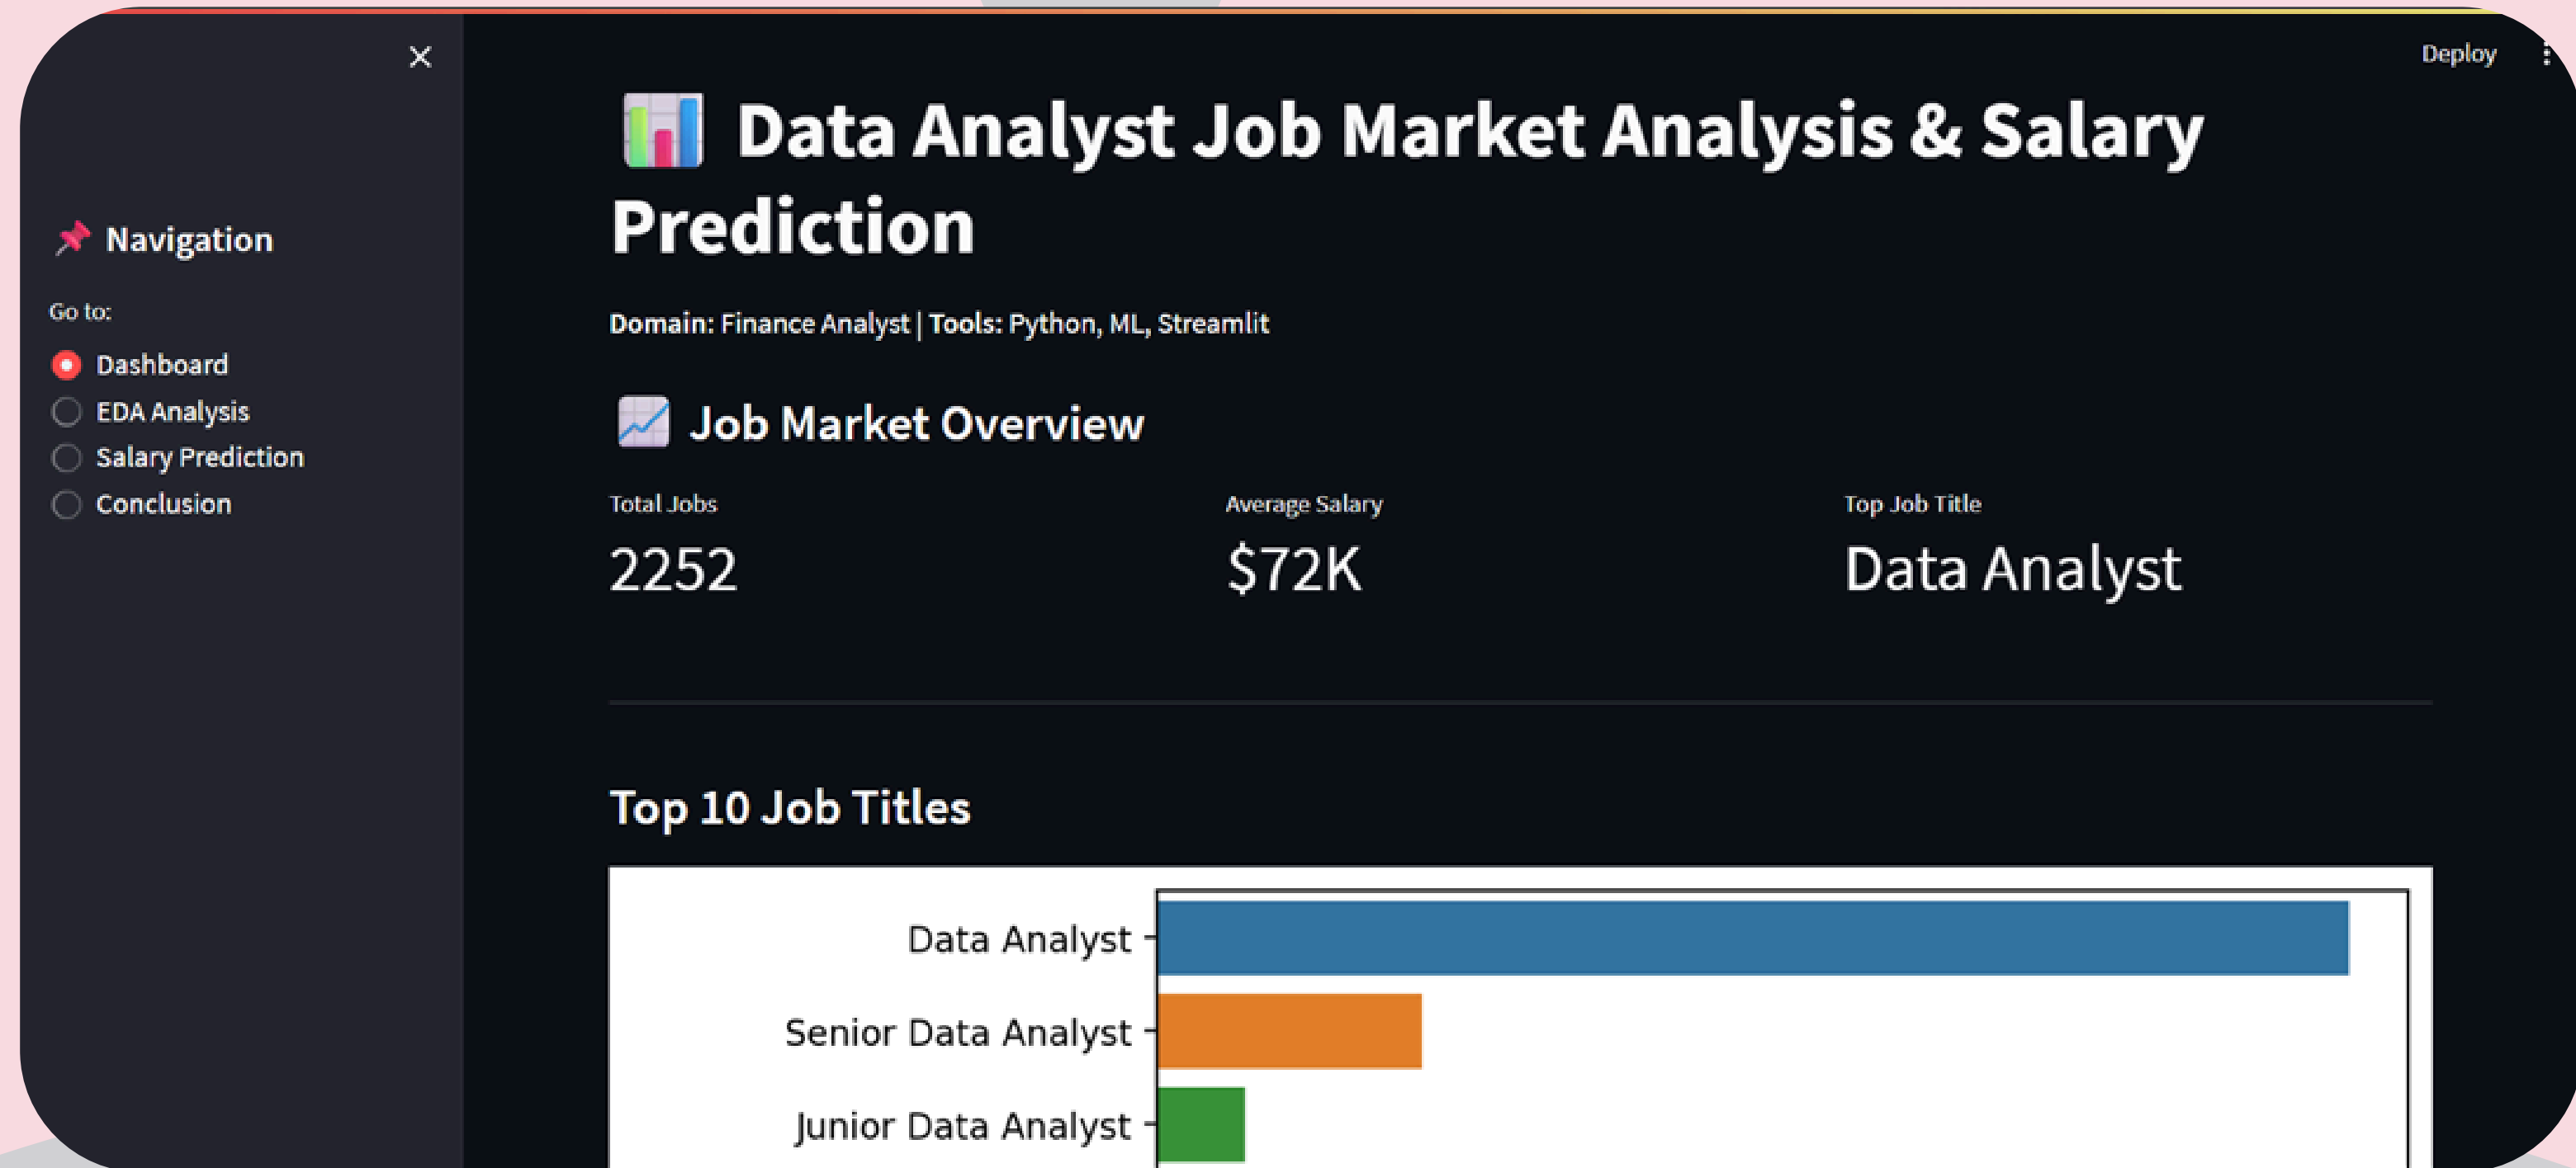 Deploy
Data Analyst Job Market Analysis & Salary
Prediction
Navigation
Go to:
Dashboard
EDA Analysis
Salary Prediction
Conclusion
Domain: Finance Analyst | Tools: Python, ML, Streamlit
Job Market Overview
Total Jobs
2252
Average Salary
$72K
Top Job Title
Data Analyst
Top 10 Job Titles
Data Analyst
Senior Data Analyst
Junior Data Analyst